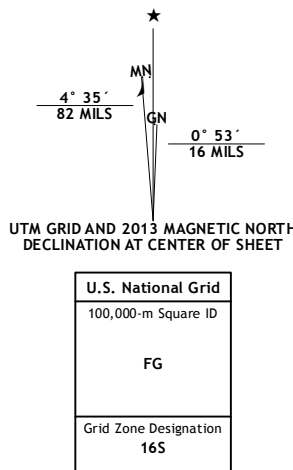 MN
4° 35´
82 MILS
GN
0° 53´
16 MILS
UTM GRID AND 2013 MAGNETIC NORTH
DECLINATION AT CENTER OF SHEET
U.S. National Grid
100,000-m Square ID
FG
Grid Zone Designation
16S